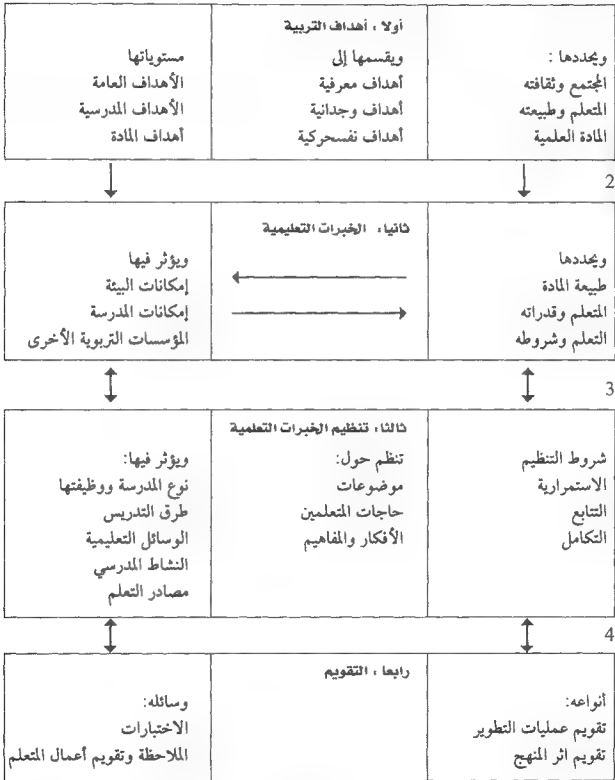 أولا : أهداف التربية
ويحددها :
المجتمع وثقافته
المتعلم وطبيعته
المادة العلمية
ويقسمها إلى
أهداف معرفية
أهداف وجدانية
أهداف نفسحركية
مستوياتها
الأهداف العامة
الأهداف المدرسية
أهداف المادة
2
ثانيا : الخبرات التعليمية
ويحددها
طبيعة المادة
المتعلم وقدراته
التعلم وشروطه
ويؤثر فيها
إمكانات البيئة
إمكانات المدرسة
المؤسسات التربوية الأخرى
3
ثالثا : تنظيم الخبرات التعلمية
شروط التنظيم
الاستمرارية
التتابع
التكامل
تنظم حول:
موضوعات
حاجات المتعلمين
الأفكار والمفاهيم
ويؤثر فيها:
نوع المدرسة ووظيفتها
طرق التدريس
الوسائل التعليمية
النشاط المدرسي
مصادر التعلم
4
رابعا : التقويم
أنواعه:
تقويم عمليات التطوير
تقويم اثر المنهج
وسائله:
الاختبارات
الملاحظة وتقويم أعمال المتعلم